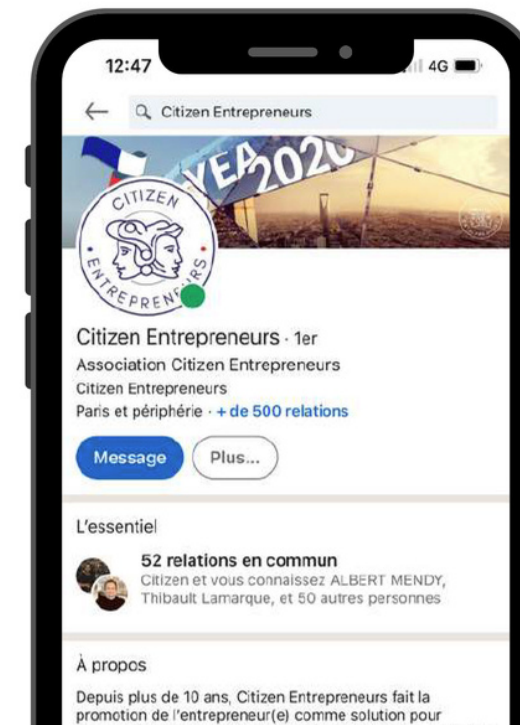 12:47
4G
Citizen Entrepreneurs
YEA 2020
CITIZEN
ENTREPRENEURS
Citizen Entrepreneurs · 1er
Association Citizen Entrepreneurs
Citizen Entrepreneurs
Paris et périphérie · + de 500 relations
Message
Plus...
L'essentiel
52 relations en commun
Citizen et vous connaissez ALBERT MENDY,
Thibault Lamarque, et 50 autres personnes
À propos
Depuis plus de 10 ans, Citizen Entrepreneurs fait la
promotion de l'entrepreneur(e) comme solution pour